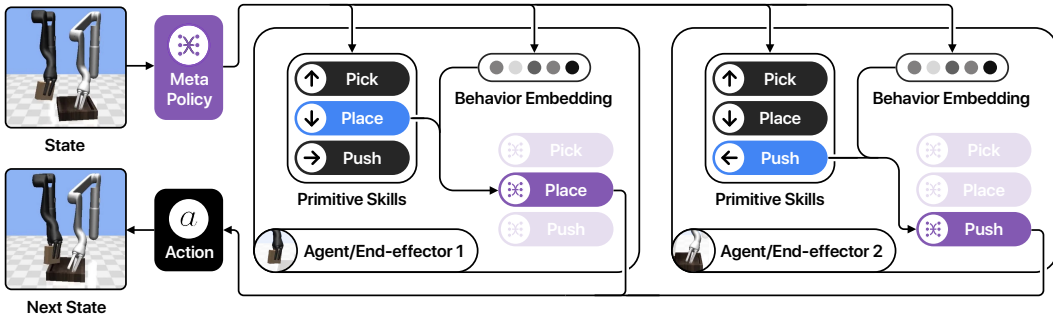 State
Meta
Policy
Pick
Place
Push
Primitive Skills
Behavior Embedding
Pick
Place
Push
Agent/End-effector 1
Pick
Place
Push
Primitive Skills
Behavior Embedding
Pick
Place
Push
Agent/End-effector 2
a
Action
Next State